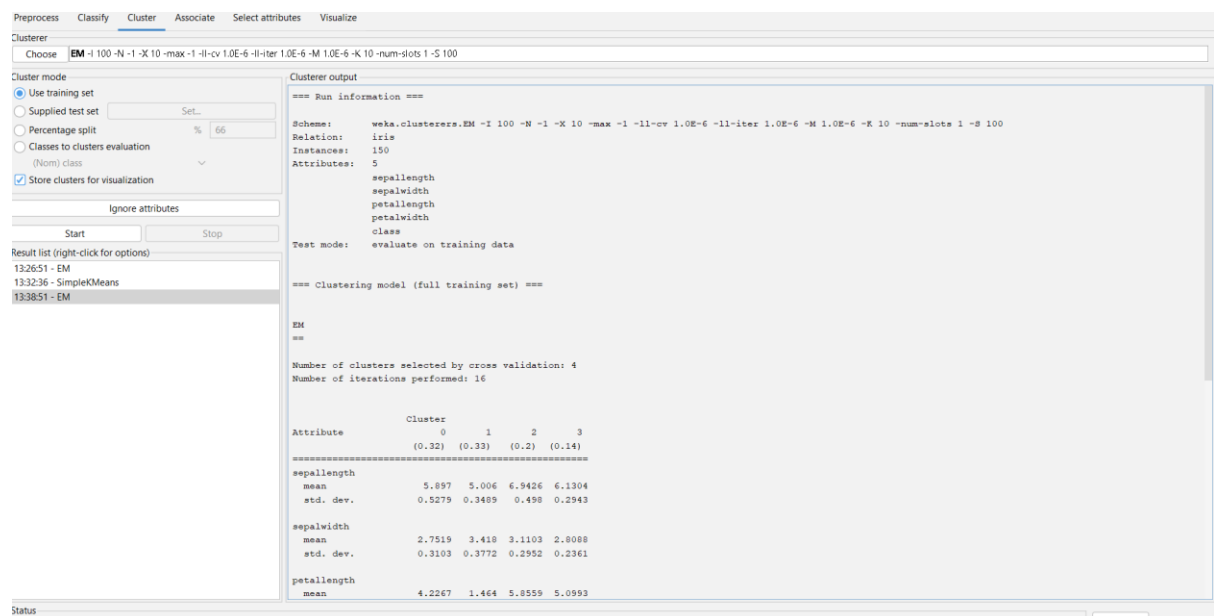 Preprocess Classify Cluster Associate Select attributes Visualize
Clusterer
Choose EM -I 100 -N -1 -X 10 -max -1 -ll-cv 1.0E-6 -ll-iter 1.0E-6 -M 1.0E-6 -K 10 -num-slots 1 -S 100
Cluster mode
Use training set
Supplied test set Set...
Percentage split % 66
Classes to clusters evaluation
(Nom) class
Store clusters for visualization
Ignore attributes
Start Stop
Result list (right-click for options)
13:26:51 - EM
13:32:36 - SimpleKMeans
13:38:51 - EM
Clusterer output
=== Run information ===
Scheme: weka.clusterers.EM -I 100 -N -1 -X 10 -max -1 -ll-cv 1.0E-6 -ll-iter 1.0E-6 -M 1.0E-6 -K 10 -num-slots 1 -S 100
Relation: iris
Instances: 150
Attributes: 5
sepallength
sepalwidth
petallength
petalwidth
class
Test mode: evaluate on training data
=== Clustering model (full training set) ===
EM
==
Number of clusters selected by cross validation: 4
Number of iterations performed: 16
Cluster
Attribute 0 1 2 3
(0.32) (0.33) (0.2) (0.14)
======================================================
sepallength
mean 5.897 5.006 6.9426 6.1304
std. dev. 0.5279 0.3489 0.498 0.2943
sepalwidth
mean 2.7519 3.418 3.1103 2.8088
std. dev. 0.3103 0.3772 0.2952 0.2361
petallength
mean 4.2267 1.464 5.8559 5.0993
Status